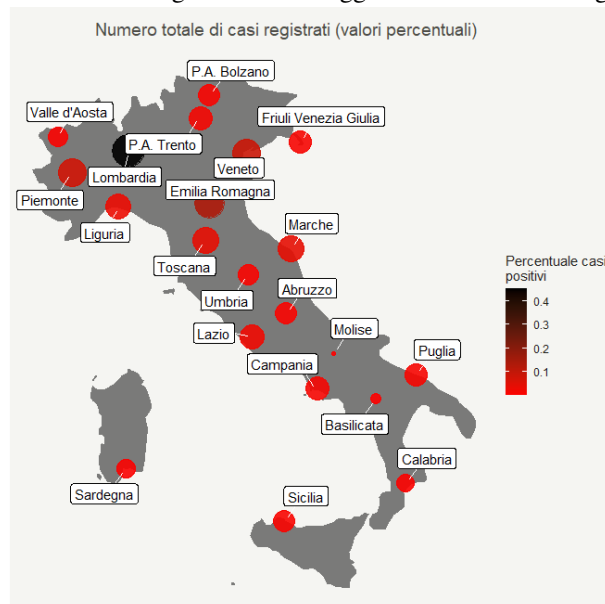 Numero totale di casi registrati (valori percentuali)
P.A. Bolzano
Valle d'Aosta
Friuli Venezia Giulia
P.A. Trento
Veneto
Lombardia
Emilia Romagna
Piemonte
Liguria
Marche
Toscana
Umbria
Abruzzo
Lazio
Molise
Campania
Puglia
Basilicata
Calabria
Sardegna
Sicilia
Percentuale casi
positivi
0.4
0.3
0.2
0.1